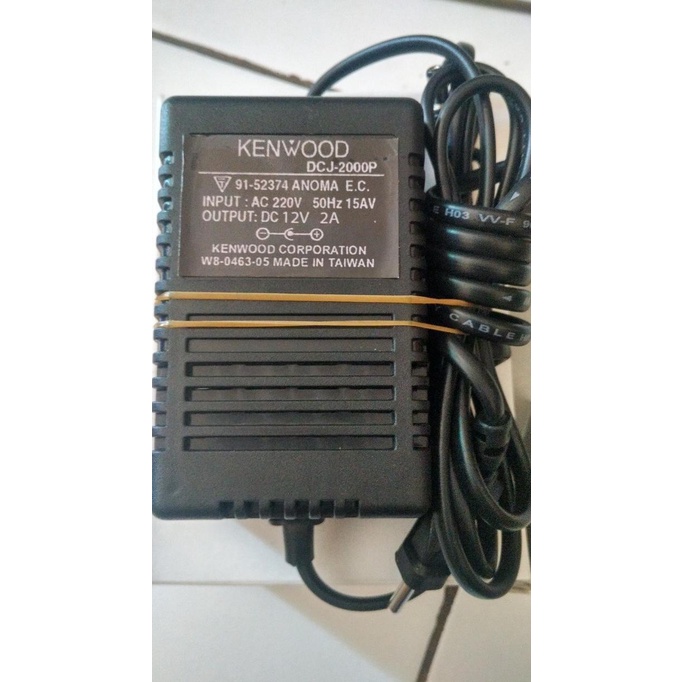 KENWOOD
DCJ-2000P
91-52374 ANOMA E.C.
INPUT : AC 220V 50Hz 15AV
OUTPUT: DC 12V 2A
KENWOOD CORPORATION
W8-0463-05 MADE IN TAIWAN
E H03 VV-F 9
CABLE